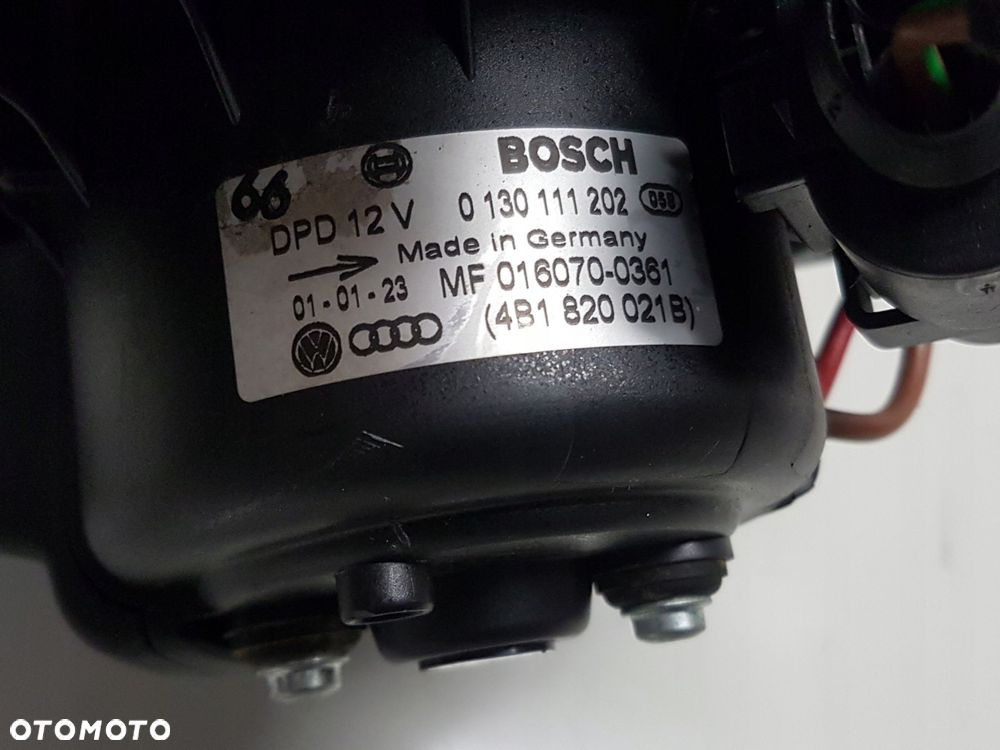 BOSCH
66
DPD 12 V 0 130 111 202
Made in Germany
01-01-23 MF 016070-0361
(4B1 820 021B)
OTOMOTO